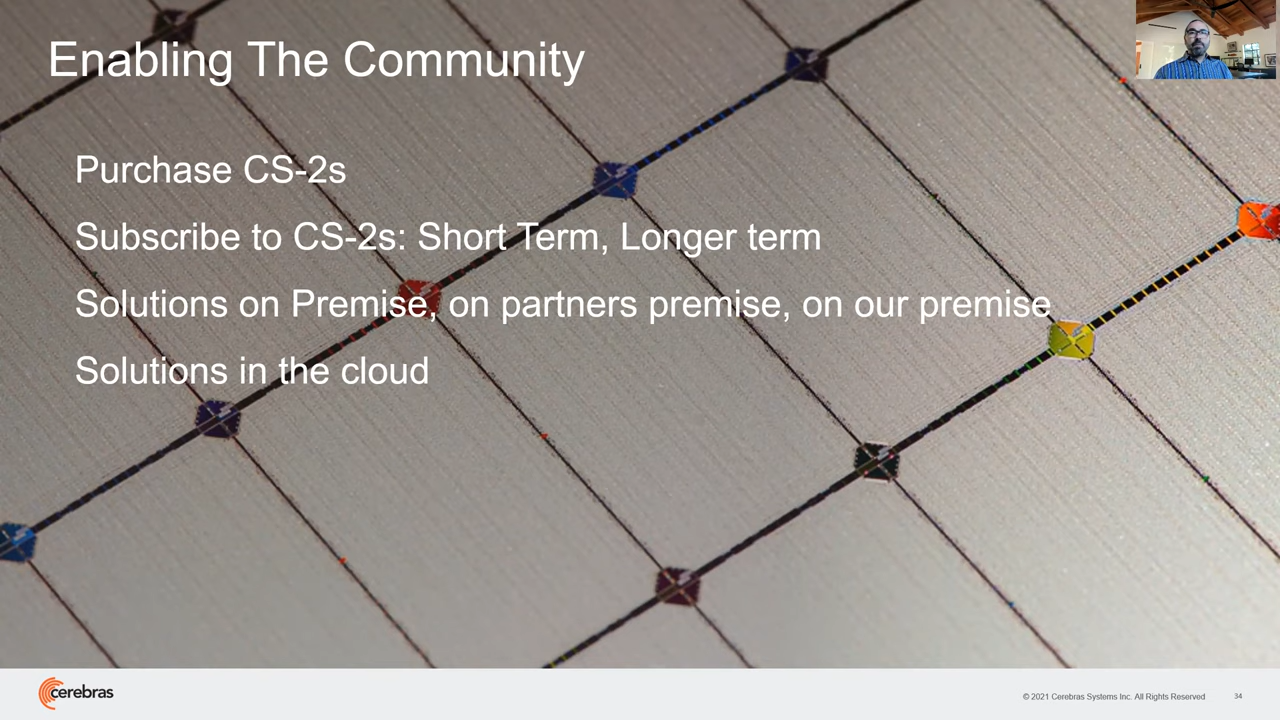 Enabling The Community
Purchase CS-2s
Subscribe to CS-2s: Short Term, Longer term
Solutions on Premise, on partners premise, on our premise
Solutions in the cloud
cerebras
© 2021 Cerebras Systems Inc. All Rights Reserved
34